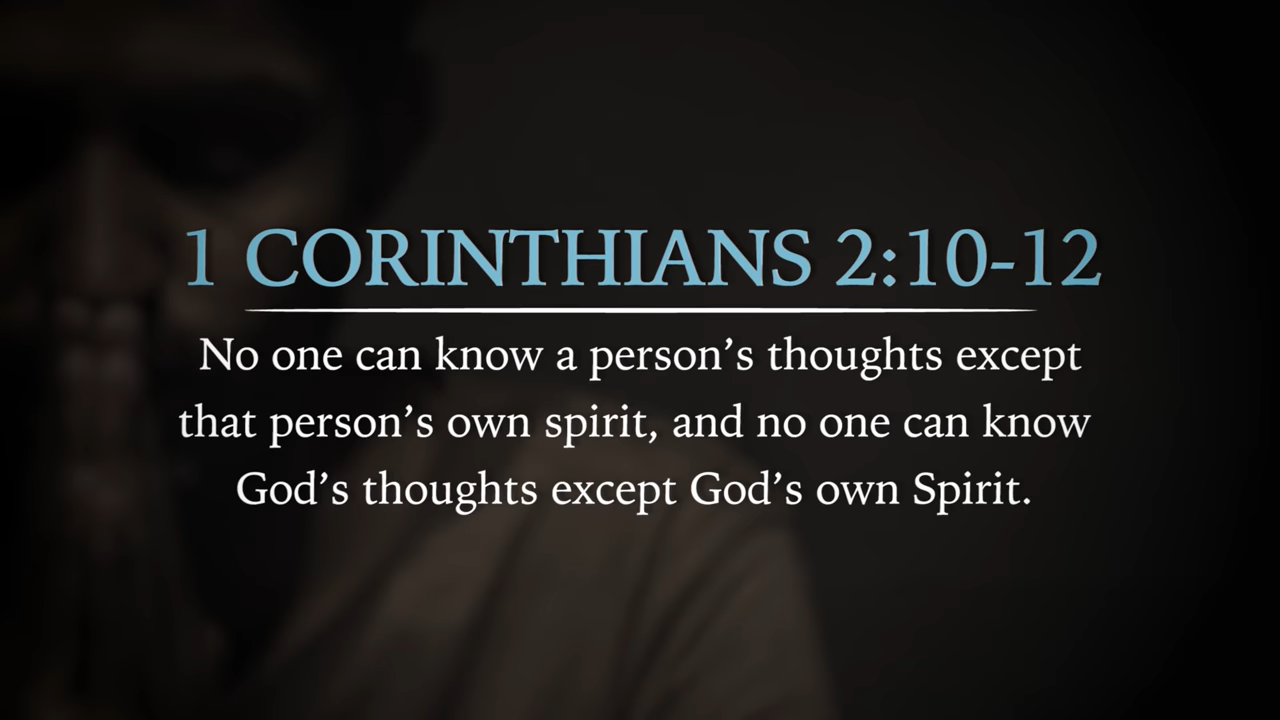 1 CORINTHIANS 2:10-12
No one can know a person’s thoughts except
that person’s own spirit, and no one can know
God’s thoughts except God’s own Spirit.